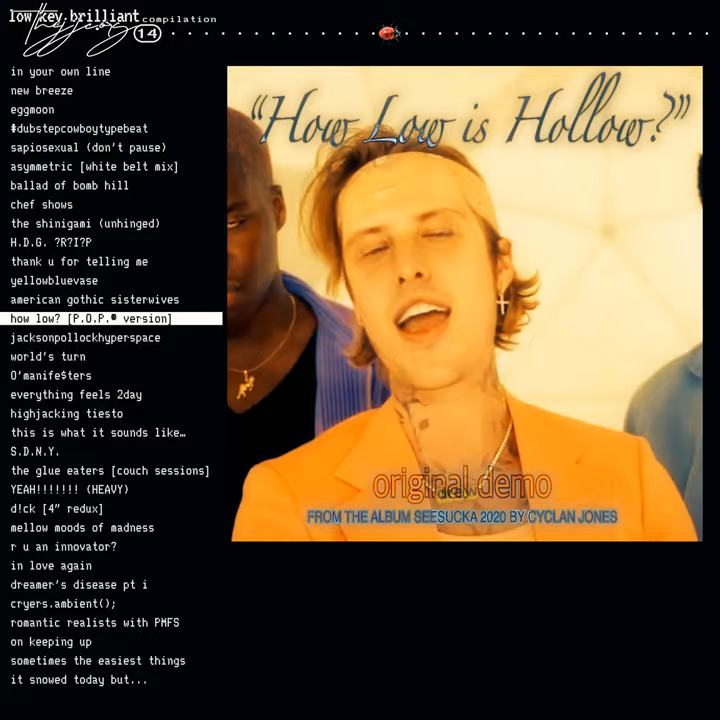 low key brilliant compilation
14
in your own line
new breeze
eggmoon
#dubstepcowboytypebeat
sapiosexual (don't pause)
asymmetric [white belt mix]
ballad of bomb hill
chef shows
the shinigami (unhinged)
H.D.G. ?R?I?P
thank u for telling me
yellowbluevase
american gothic sisterwives
how low? [P.O.P.® version]
jacksonpollockhyperspace
world's turn
O'manife$ters
everything feels 2day
highjacking tiesto
this is what it sounds like…
S.D.N.Y.
the glue eaters [couch sessions]
YEAH!!!!!!! (HEAVY)
d!ck [4" redux]
mellow moods of madness
r u an innovator?
in love again
dreamer's disease pt i
cryers.ambient();
romantic realists with PMFS
on keeping up
sometimes the easiest things
it snowed today but...
"How Low is Hollow?"
original demo
FROM THE ALBUM SEESUCKA 2020 BY CYCLAN JONES